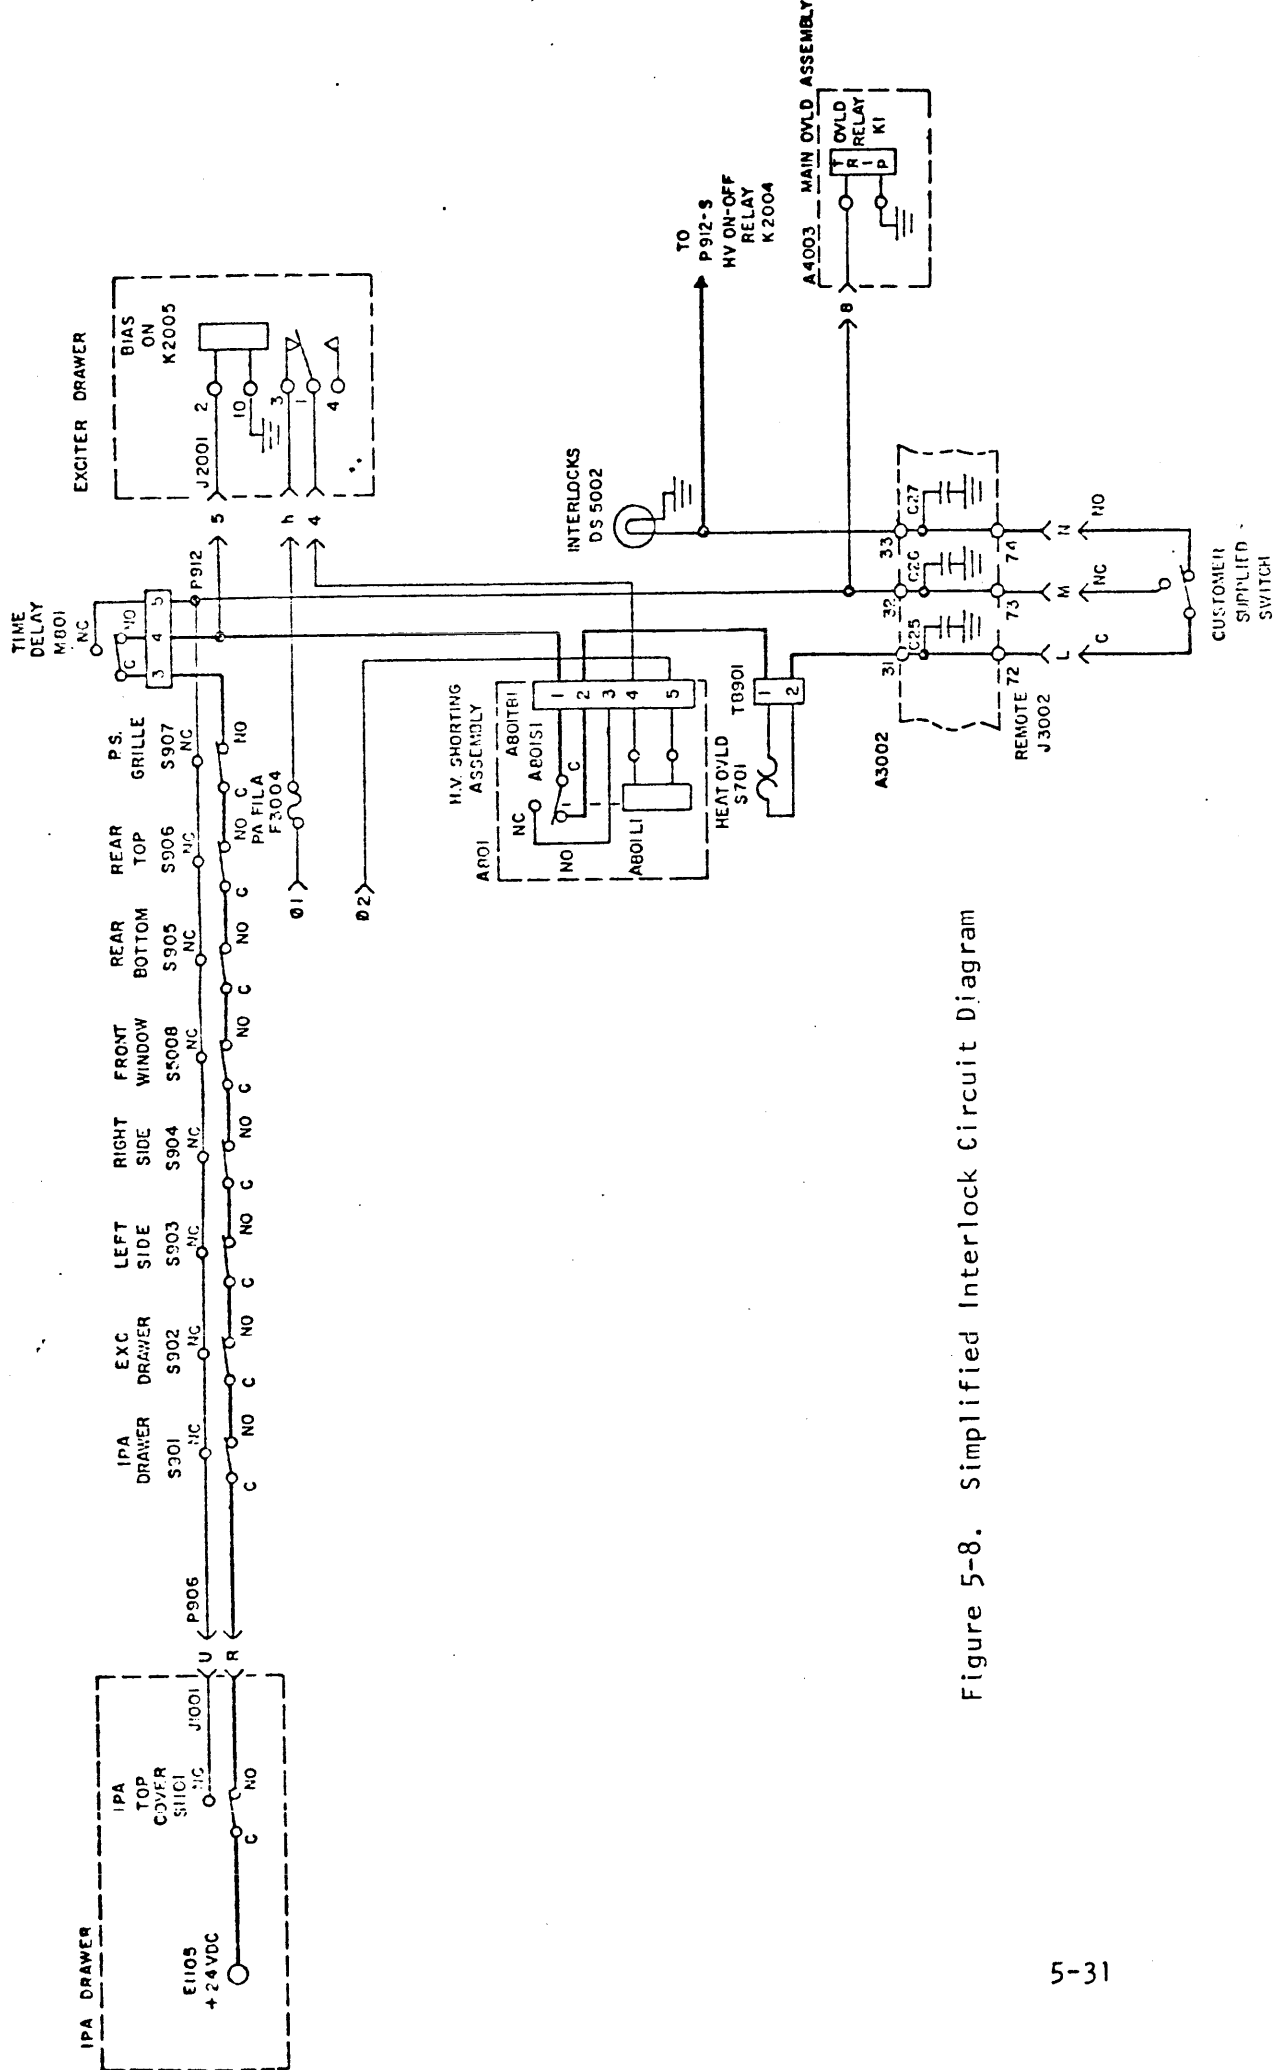 IPA DRAWER
E1105
+24VDC
IPA
TOP
COVER
S1101
NC
NO
C
J1001
U
R
P906
IPA
DRAWER
S901
NC
NO
C
EXC
DRAWER
S902
NC
NO
C
LEFT
SIDE
S903
NC
NO
C
RIGHT
SIDE
S904
NC
NO
C
FRONT
WINDOW
S5008
NC
NO
C
REAR
BOTTOM
S905
NC
NO
C
REAR
TOP
S906
NC
NO
C
P.S.
GRILLE
S907
NC
NO
C
TIME
DELAY
M801
NC
NO
C
3
4
5
P912
PA FILA
F3004
Ø1
Ø2
EXCITER DRAWER
BIAS
ON
K2005
J2001
2
10
3
1
4
5
h
4
H.V. SHORTING
ASSEMBLY
A801
A801TB1
A801S1
NC
C
NO
A801L1
1
2
3
4
5
HEAT OVLD
S701
TB901
1
2
INTERLOCKS
DS 5002
TO
P912-S
HV ON-OFF
RELAY
K2004
A4003 MAIN OVLD ASSEMBLY
TRIP
OVLD
RELAY
K1
8
A3002
31
C25
32
C26
33
C27
72
73
74
REMOTE
J3002
L
M
N
C
NC
NO
CUSTOMER
SUPPLIED
SWITCH
Figure 5-8. Simplified Interlock Circuit Diagram
5-31